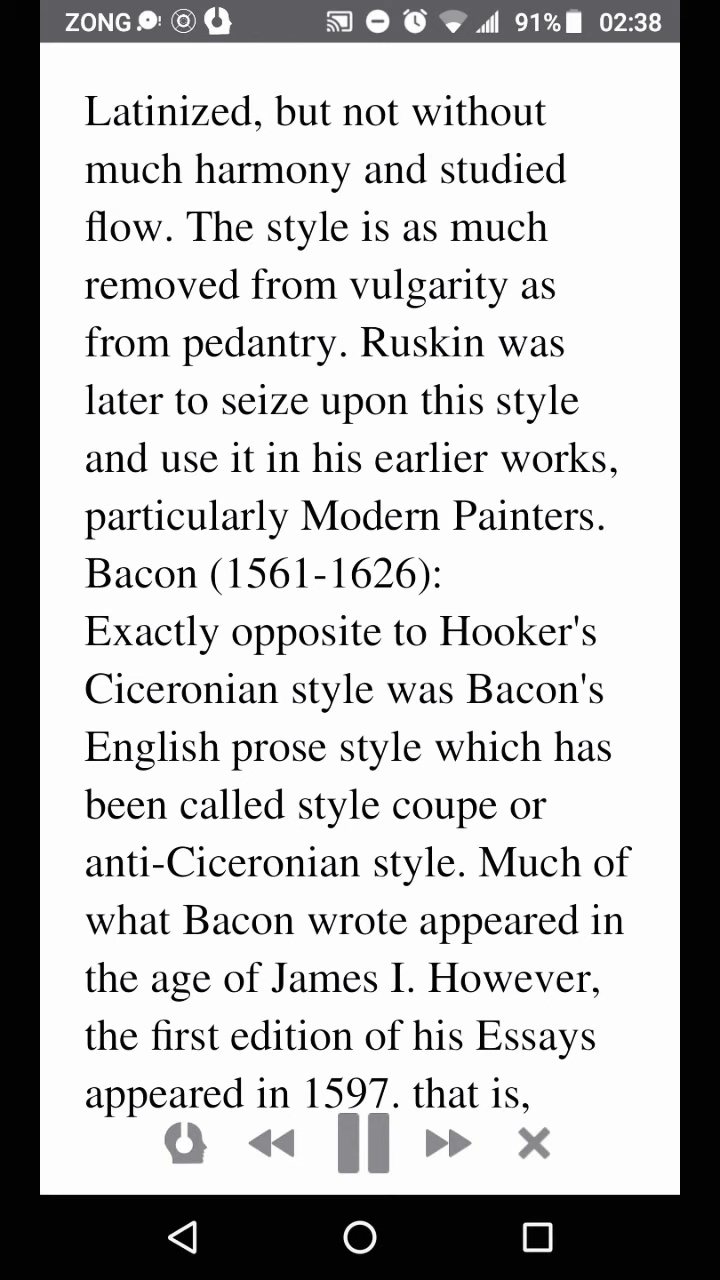 ZONG 91% 02:38
Latinized, but not without
much harmony and studied
flow. The style is as much
removed from vulgarity as
from pedantry. Ruskin was
later to seize upon this style
and use it in his earlier works,
particularly Modern Painters.
Bacon (1561-1626):
Exactly opposite to Hooker's
Ciceronian style was Bacon's
English prose style which has
been called style coupe or
anti-Ciceronian style. Much of
what Bacon wrote appeared in
the age of James I. However,
the first edition of his Essays
appeared in 1597. that is,